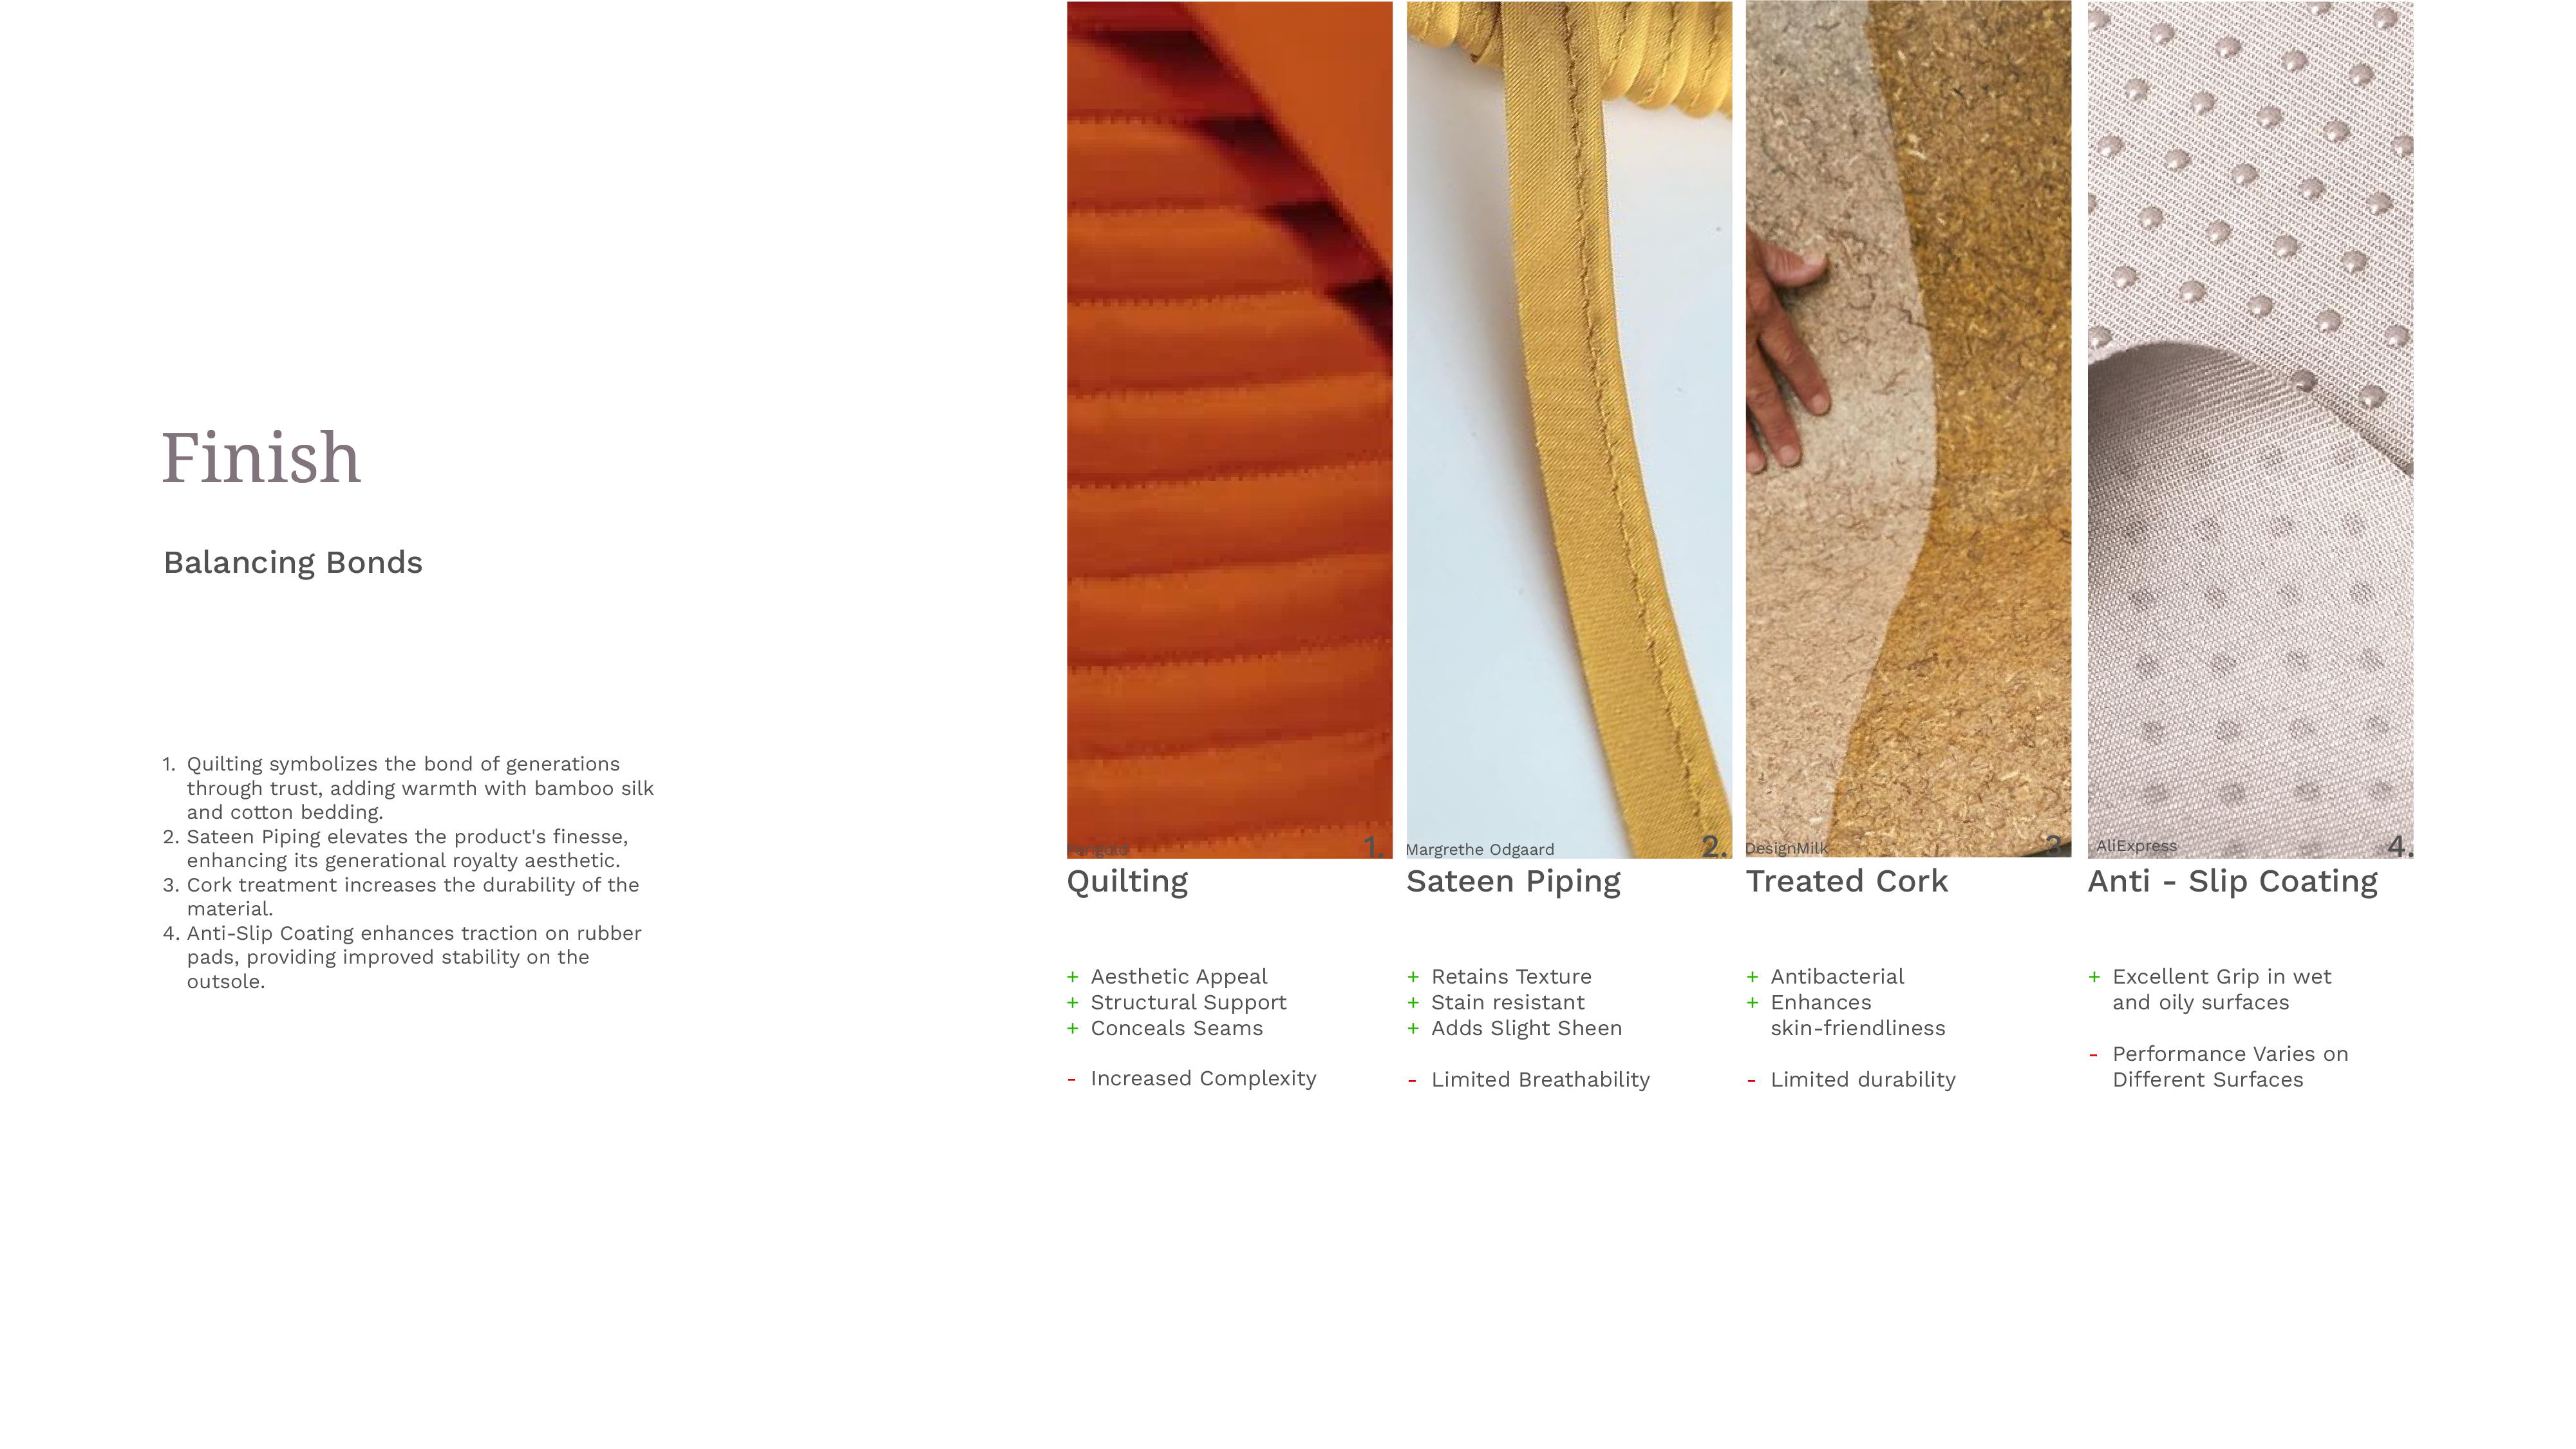 Finish
Balancing Bonds
1. Quilting symbolizes the bond of generations
through trust, adding warmth with bamboo silk
and cotton bedding.
2. Sateen Piping elevates the product's finesse,
enhancing its generational royalty aesthetic.
3. Cork treatment increases the durability of the
material.
4. Anti-Slip Coating enhances traction on rubber
pads, providing improved stability on the
outsole.
1.
Quilting
+ Aesthetic Appeal
+ Structural Support
+ Conceals Seams
- Increased Complexity
Margrethe Odgaard 2.
Sateen Piping
+ Retains Texture
+ Stain resistant
+ Adds Slight Sheen
- Limited Breathability
DesignMilk 3
Treated Cork
+ Antibacterial
+ Enhances
skin-friendliness
- Limited durability
AliExpress 4.
Anti - Slip Coating
+ Excellent Grip in wet
and oily surfaces
- Performance Varies on
Different Surfaces